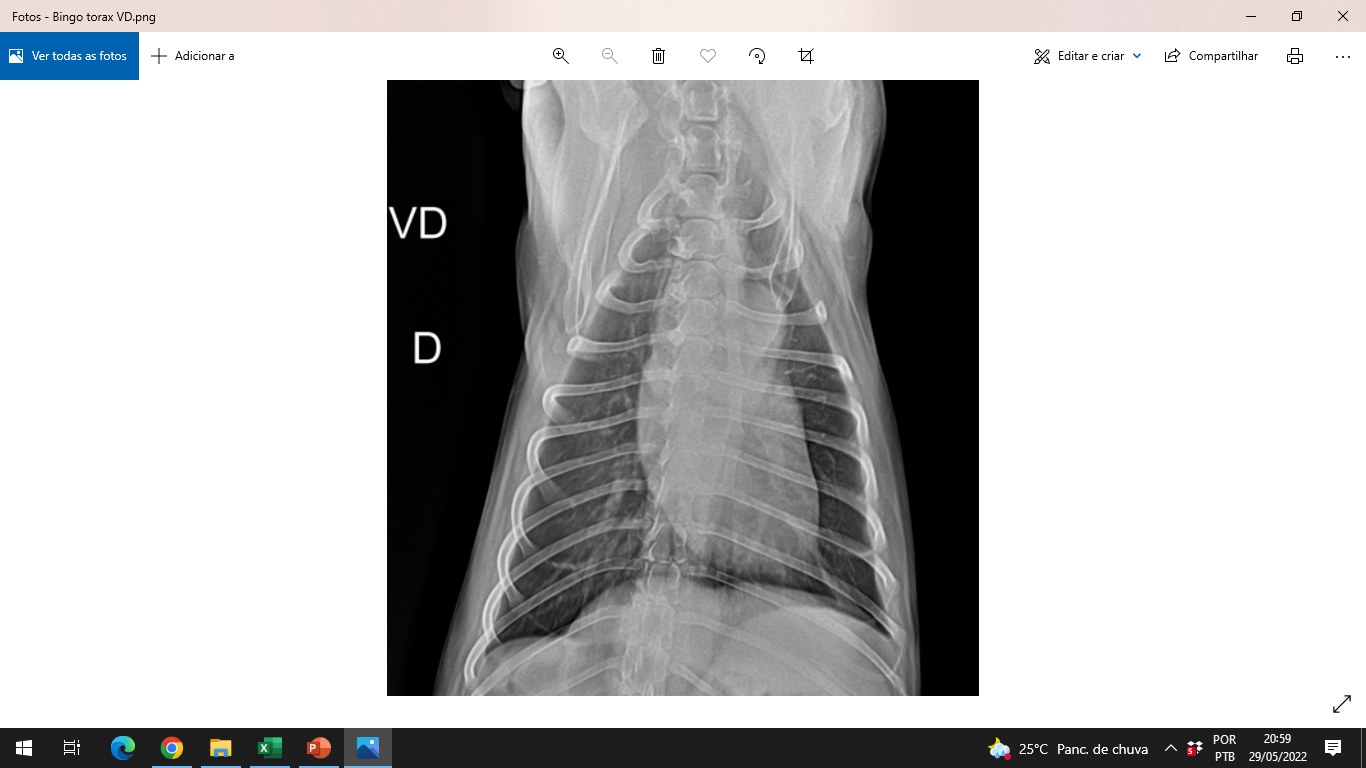 Fotos - Bingo torax VD.png
Ver todas as fotos
Adicionar a
Editar e criar
Compartilhar
VD
D
25°C Panc. de chuva
POR
PTB
20:59
29/05/2022